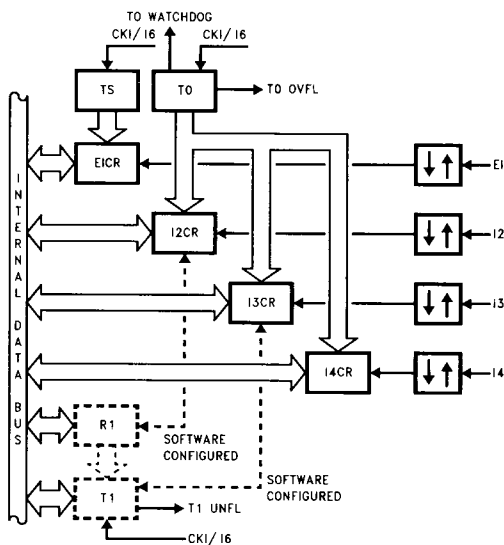 TO WATCHDOG
CKI/16
CKI/16
TS
T0
T0 OVFL
EICR
EI
I2CR
I2
I3CR
I3
I4CR
I4
INTERNAL DATA BUS
R1
SOFTWARE
CONFIGURED
T1
SOFTWARE
CONFIGURED
T1 UNFL
CKI/16